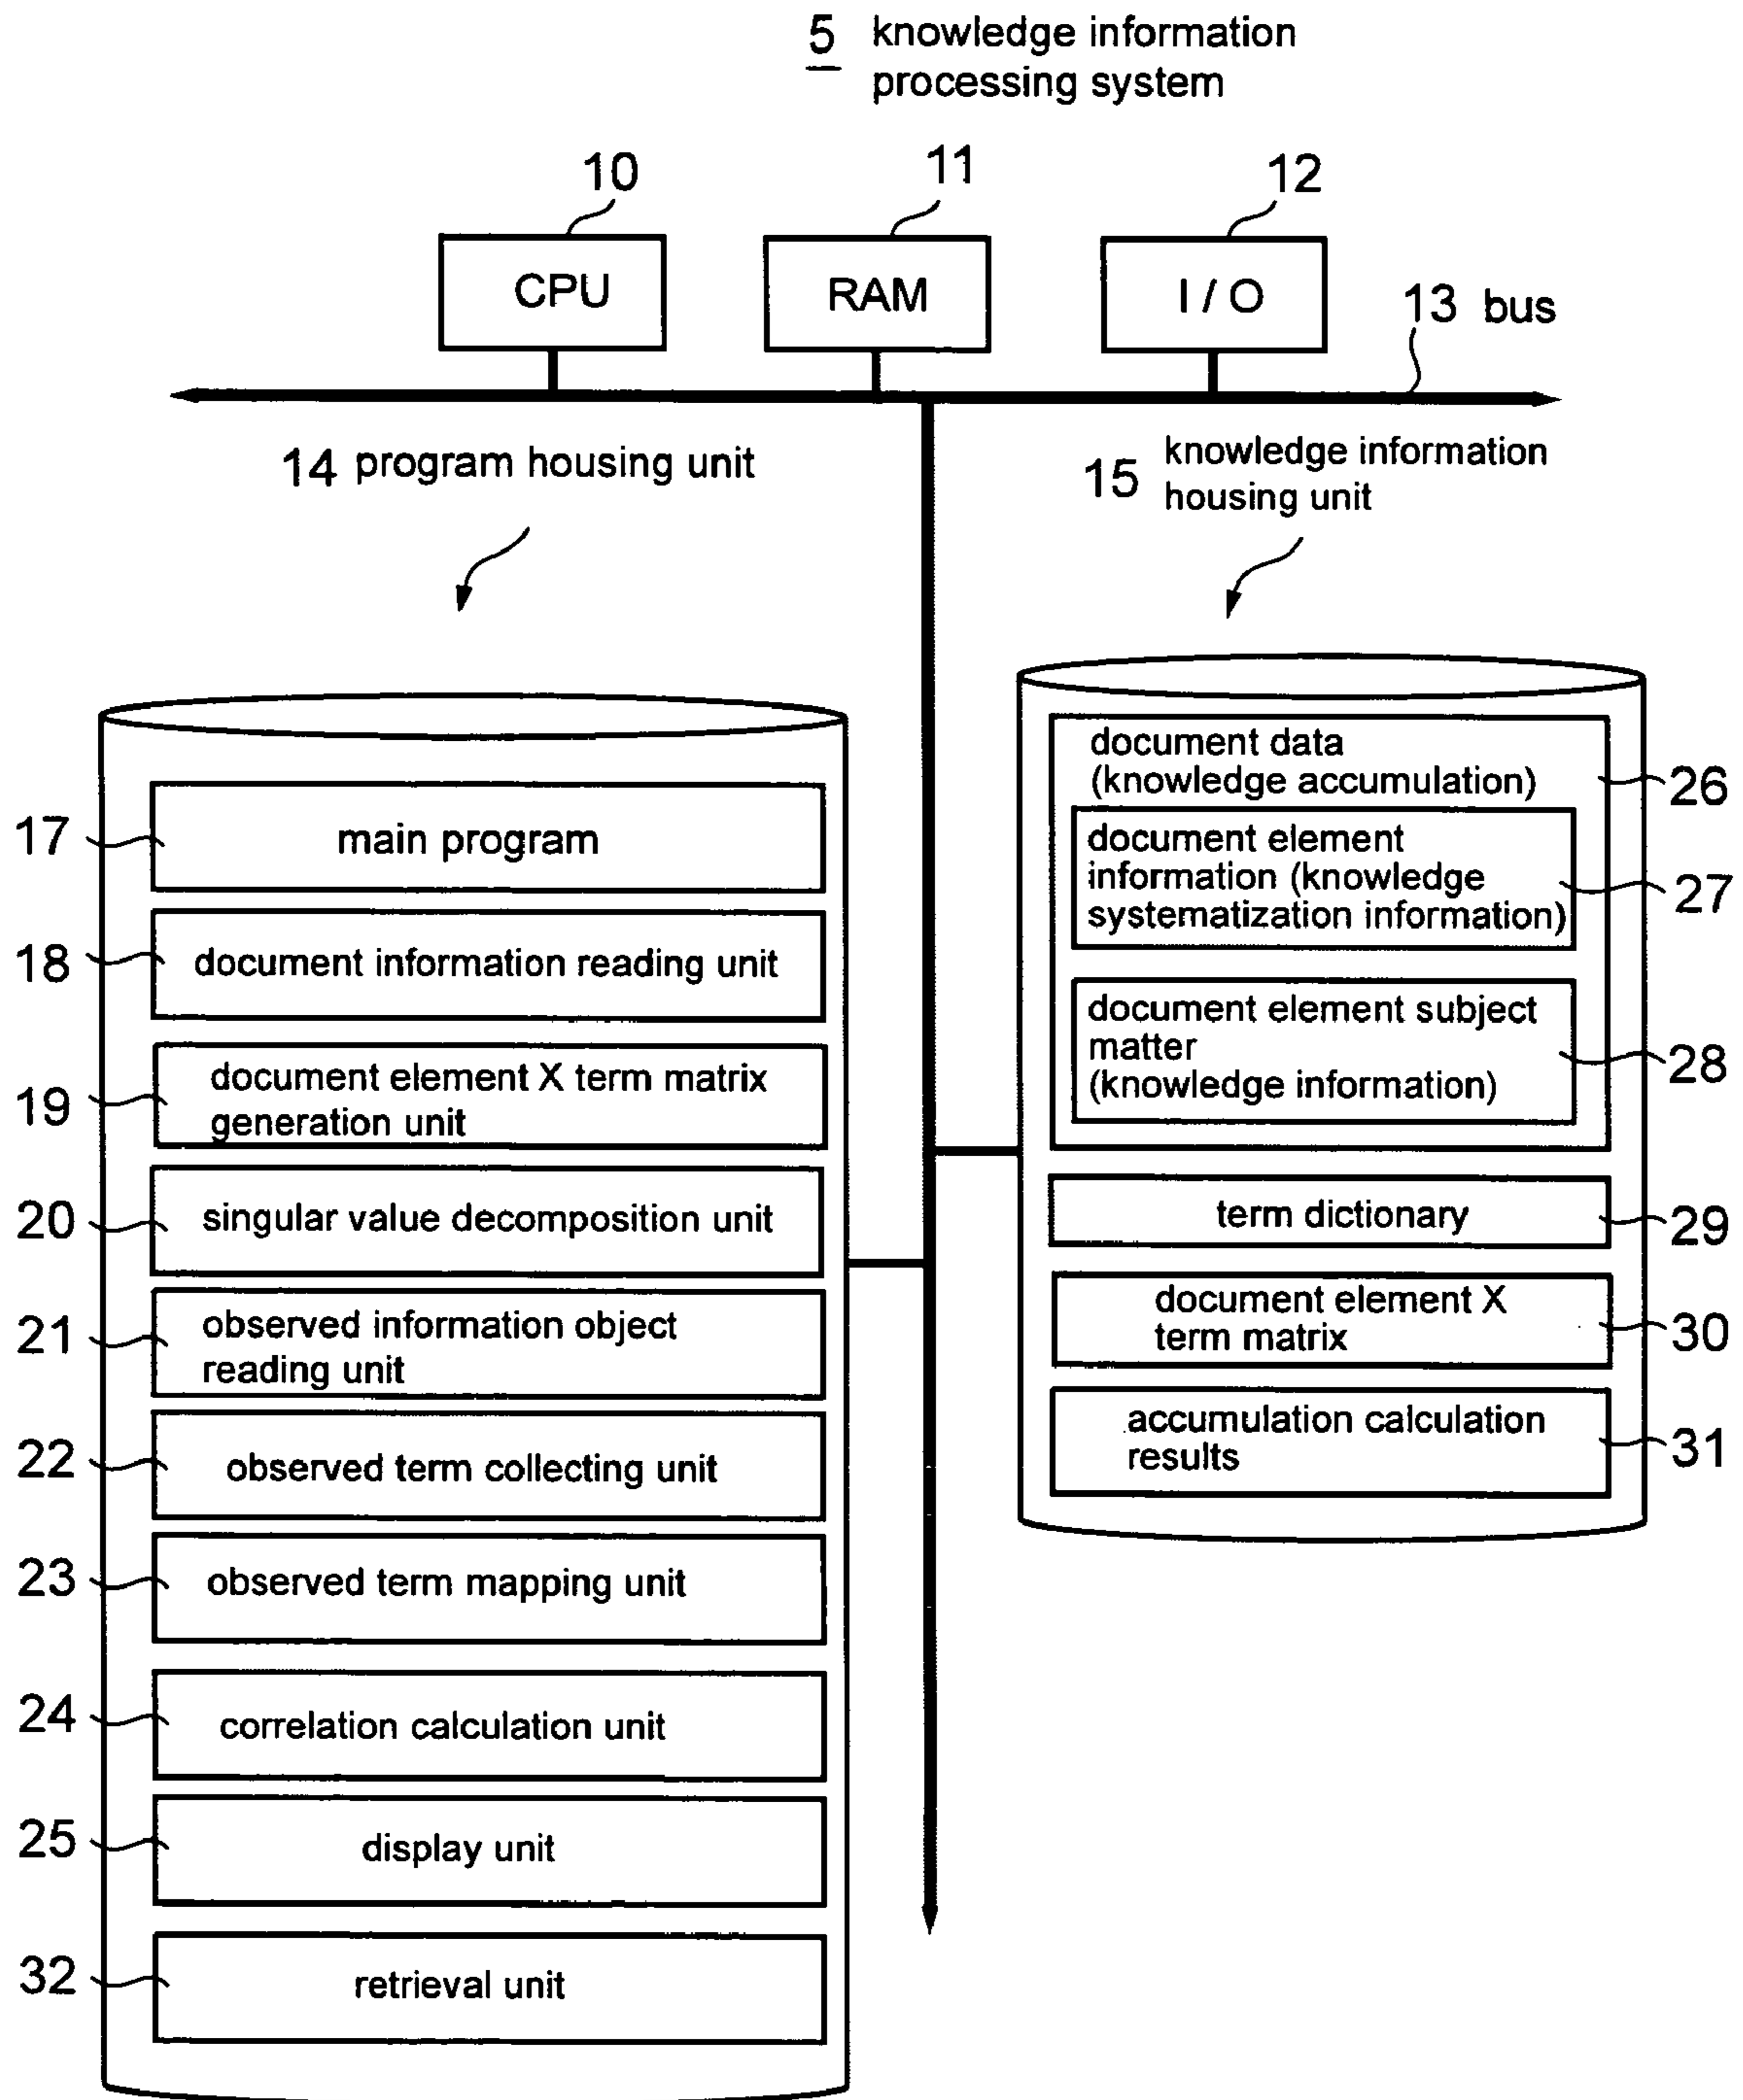 5 knowledge information
processing system
10
11
12
CPU
RAM
I / O
13 bus
14 program housing unit
15 knowledge information
housing unit
17
main program
18
document information reading unit
19
document element X term matrix
generation unit
20
singular value decomposition unit
21
observed information object
reading unit
22
observed term collecting unit
23
observed term mapping unit
24
correlation calculation unit
25
display unit
32
retrieval unit
document data
(knowledge accumulation)
26
document element
information (knowledge
systematization information)
27
document element subject
matter
(knowledge information)
28
term dictionary
29
document element X
term matrix
30
accumulation calculation
results
31